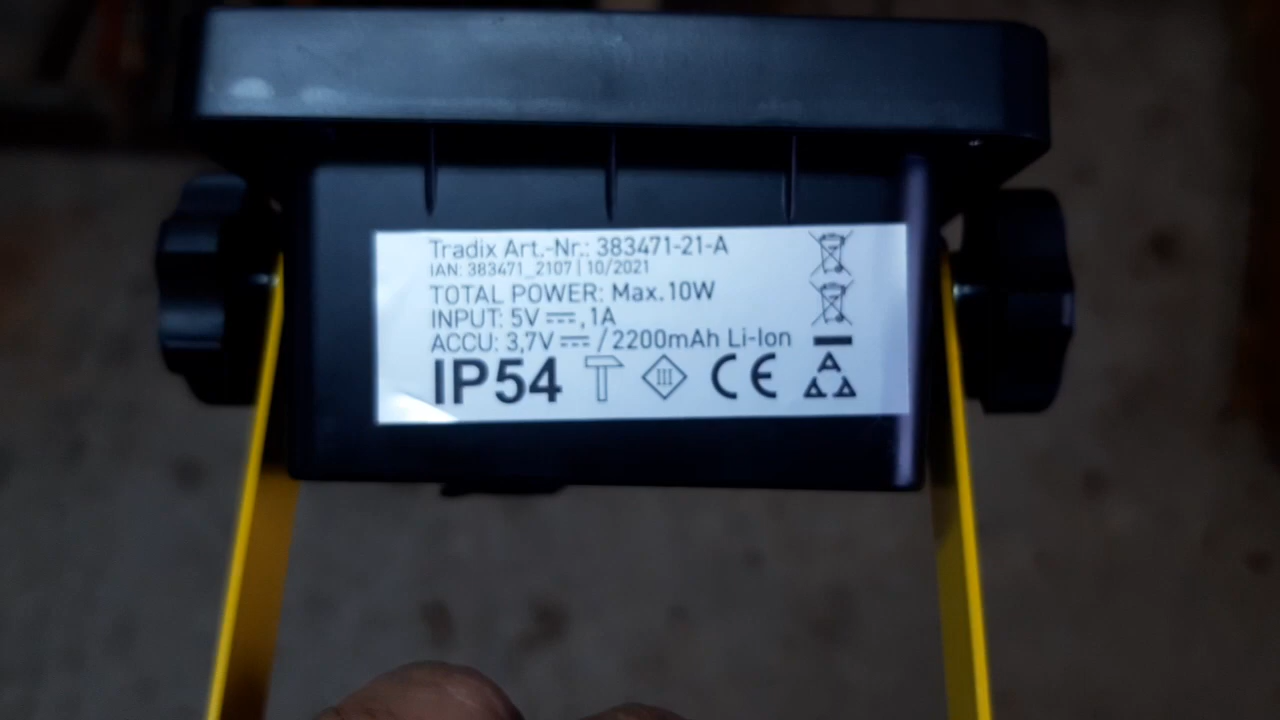 Tradix Art.-Nr.: 383471-21-A
IAN: 383471_2107 | 10/2021
TOTAL POWER: Max.10W
INPUT: 5V ⎓, 1A
ACCU: 3,7V ⎓ / 2200mAh Li-Ion
IP54 III CE